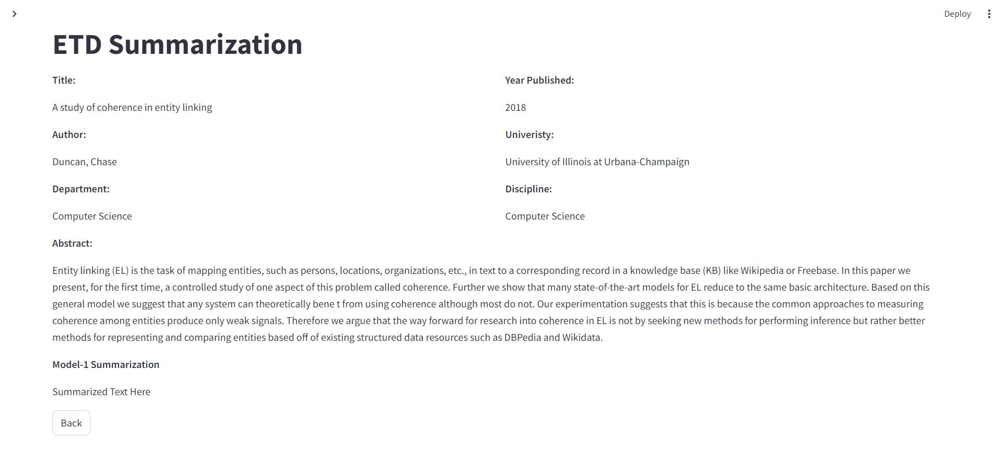 Deploy
ETD Summarization
Title:
Year Published:
A study of coherence in entity linking
2018
Author:
Univeristy:
Duncan, Chase
University of Illinois at Urbana-Champaign
Department:
Discipline:
Computer Science
Computer Science
Abstract:
Entity linking (EL) is the task of mapping entities, such as persons, locations, organizations, etc., in text to a corresponding record in a knowledge base (KB) like Wikipedia or Freebase. In this paper we
present, for the first time, a controlled study of one aspect of this problem called coherence. Further we show that many state-of-the-art models for EL reduce to the same basic architecture. Based on this
general model we suggest that any system can theoretically bene t from using coherence although most do not. Our experimentation suggests that this is because the common approaches to measuring
coherence among entities produce only weak signals. Therefore we argue that the way forward for research into coherence in EL is not by seeking new methods for performing inference but rather better
methods for representing and comparing entities based off of existing structured data resources such as DBPedia and Wikidata.
Model-1 Summarization
Summarized Text Here
Back